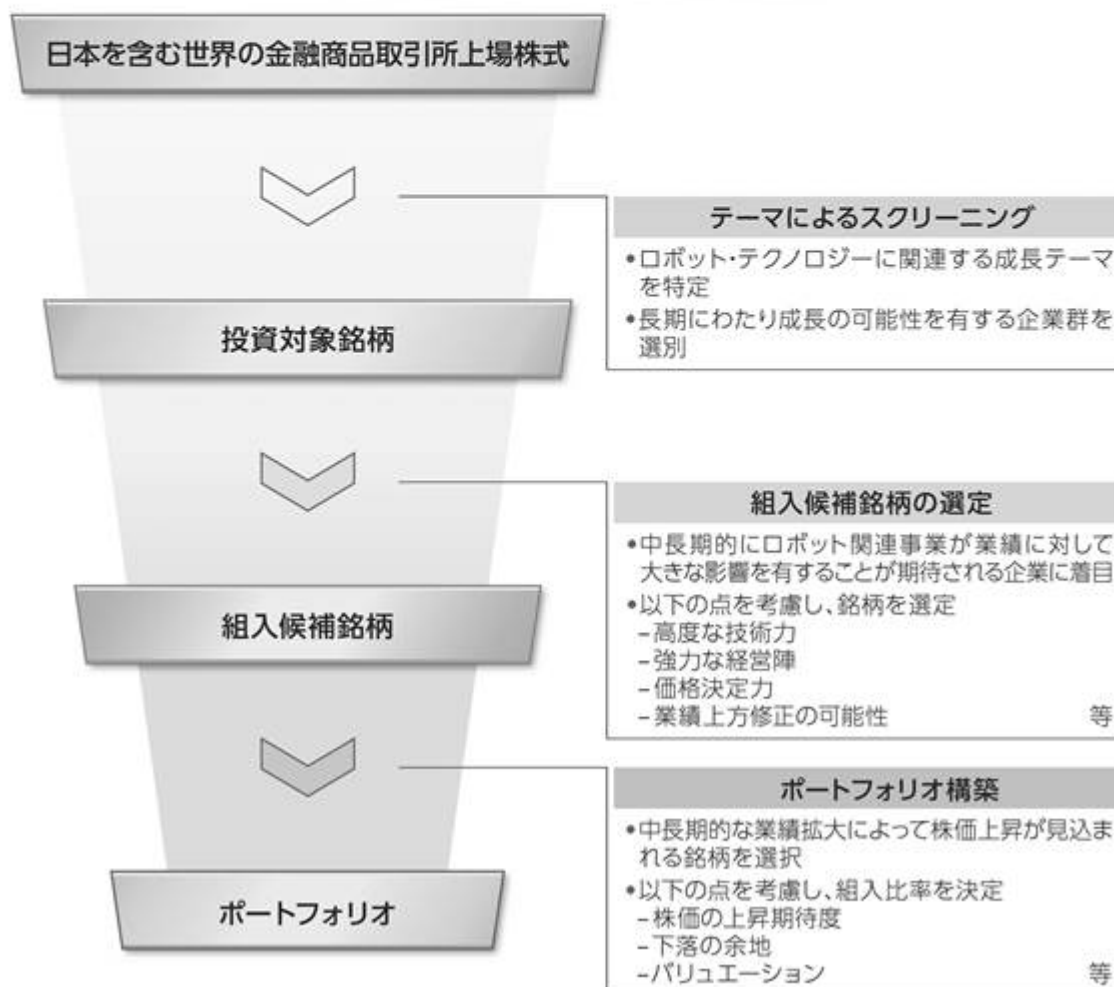 日本を含む世界の金融商品取引所上場株式
テーマによるスクリーニング
•ロボット・テクノロジーに関連する成長テーマ
を特定
•長期にわたり成長の可能性を有する企業群を
選別
投資対象銘柄
組入候補銘柄の選定
•中長期的にロボット関連事業が業績に対して
大きな影響を有することが期待される企業に着目
•以下の点を考慮し、銘柄を選定
–高度な技術力
–強力な経営陣
–価格決定力
–業績上方修正の可能性 等
組入候補銘柄
ポートフォリオ構築
•中長期的な業績拡大によって株価上昇が見込ま
れる銘柄を選択
•以下の点を考慮し、組入比率を決定
–株価の上昇期待度
–下落の余地
–バリュエーション 等
ポートフォリオ